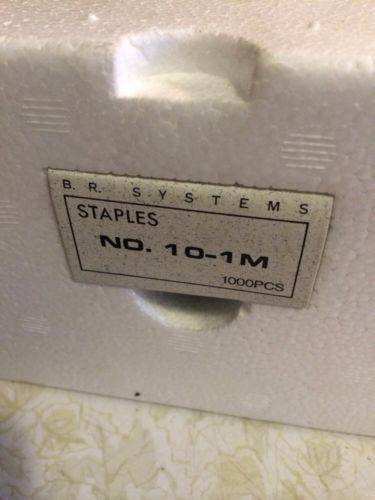 B. R. SYSTEMS
STAPLES
NO. 10-1M
1000PCS